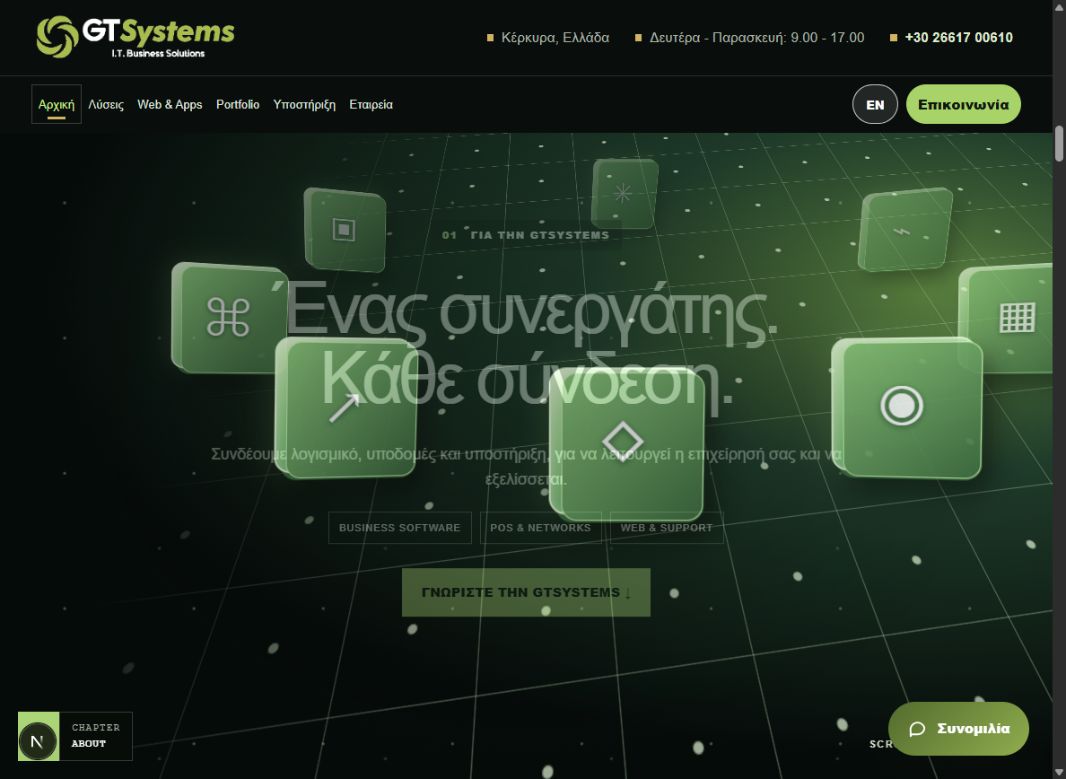 GTSystems
I.T. Business Solutions
Κέρκυρα, Ελλάδα
Δευτέρα - Παρασκευή: 9.00 - 17.00
+30 26617 00610
Αρχική
Λύσεις
Web & Apps
Portfolio
Υποστήριξη
Εταιρεία
EN
Επικοινωνία
01 ΓΙΑ ΤΗΝ GTSYSTEMS
Ένας συνεργάτης.
Κάθε σύνδεση.
Συνδέουμε λογισμικό, υποδομές και υποστήριξη, για να λειτουργεί η επιχείρησή σας και να
εξελίσσεται.
BUSINESS SOFTWARE
POS & NETWORKS
WEB & SUPPORT
ΓΝΩΡΙΣΤΕ ΤΗΝ GTSYSTEMS ↓
N
CHAPTER
ABOUT
SCR
Συνομιλία